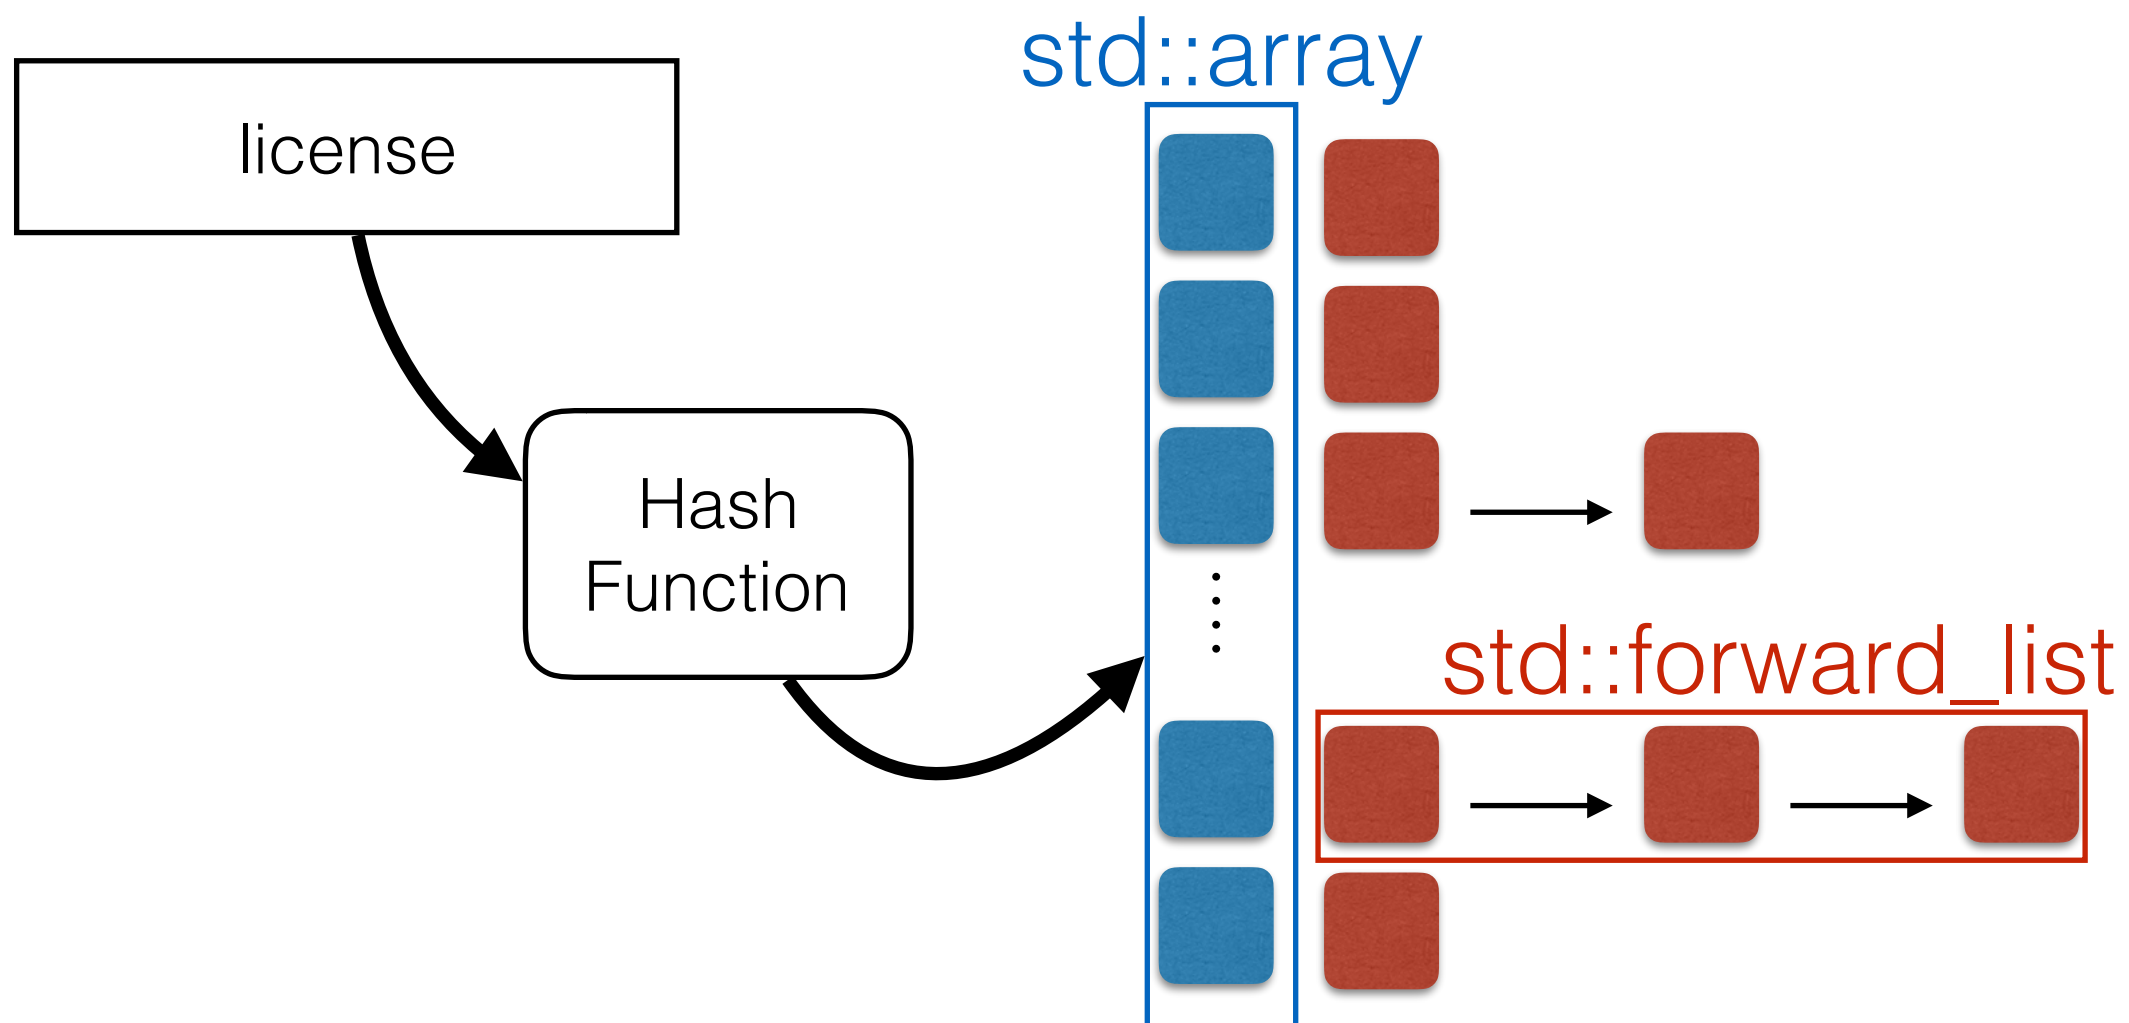 std::array
license
Hash
Function
std::forward_list